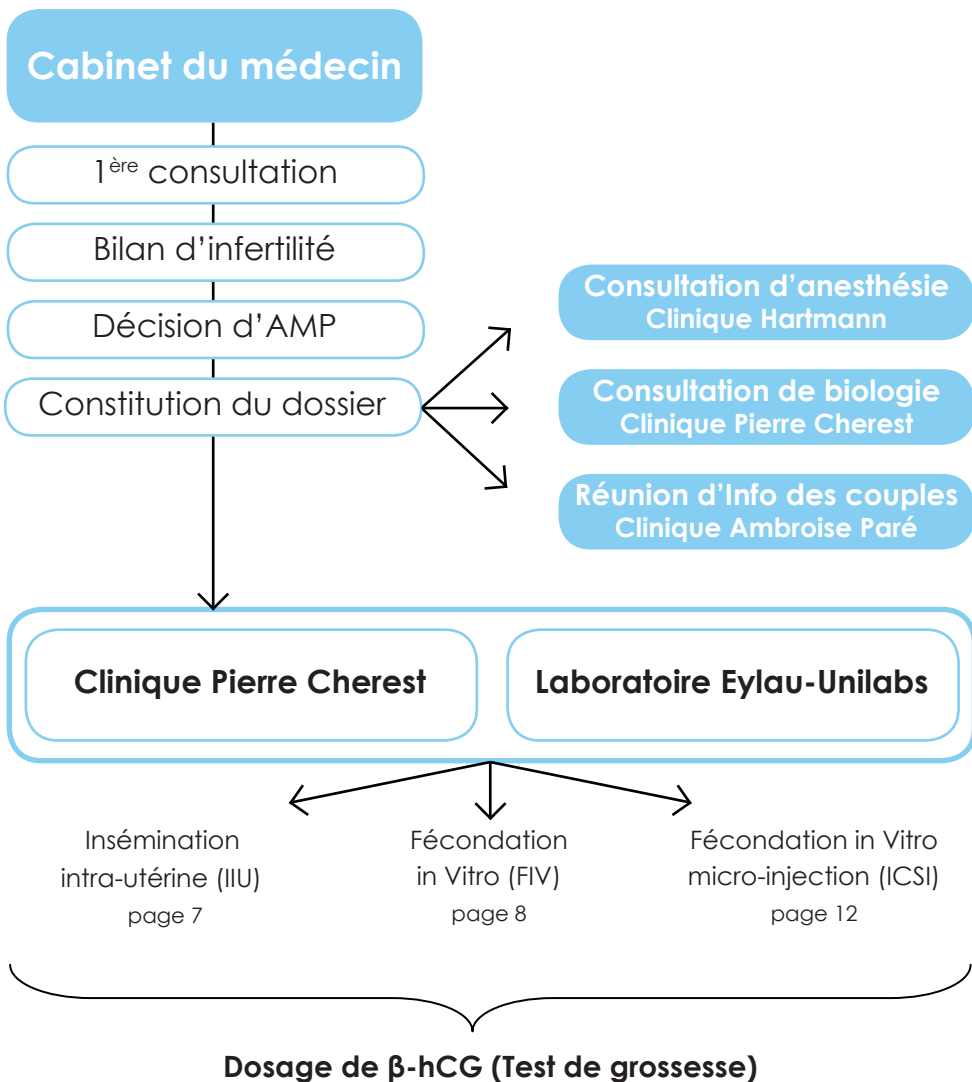 Cabinet du médecin
1ère consultation
Bilan d’infertilité
Décision d’AMP
Constitution du dossier
Consultation d’anesthésie
Clinique Hartmann
Consultation de biologie
Clinique Pierre Cherest
Réunion d’Info des couples
Clinique Ambroise Paré
Clinique Pierre Cherest
Laboratoire Eylau-Unilabs
Insémination
intra-utérine (IIU)
page 7
Fécondation
in Vitro (FIV)
page 8
Fécondation in Vitro
micro-injection (ICSI)
page 12
Dosage de β-hCG (Test de grossesse)